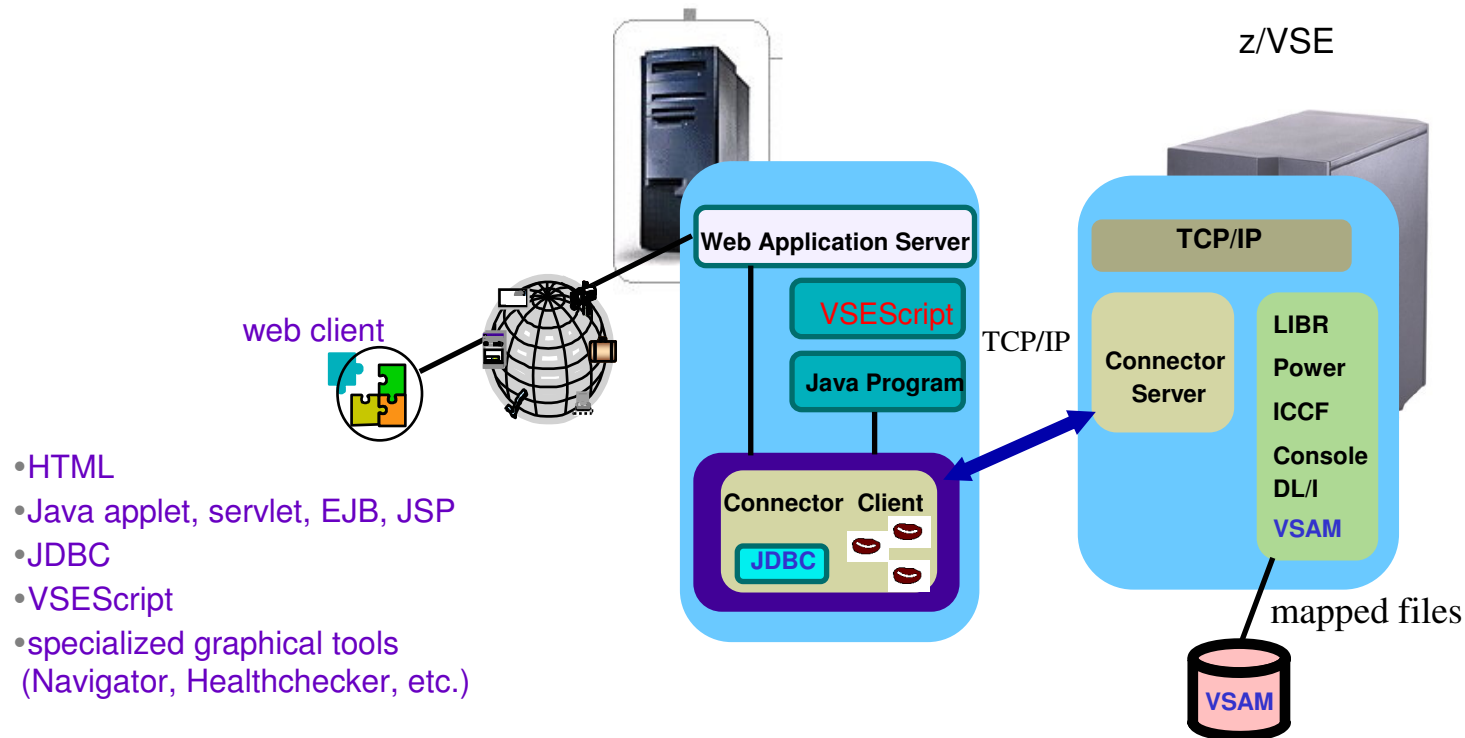 z/VSE
Web Application Server
VSEScript
Java Program
Connector Client
JDBC
TCP/IP
TCP/IP
Connector
Server
LIBR
Power
ICCF
Console
DL/I
VSAM
mapped files
VSAM
web client
•HTML
•Java applet, servlet, EJB, JSP
•JDBC
•VSEScript
•specialized graphical tools
(Navigator, Healthchecker, etc.)